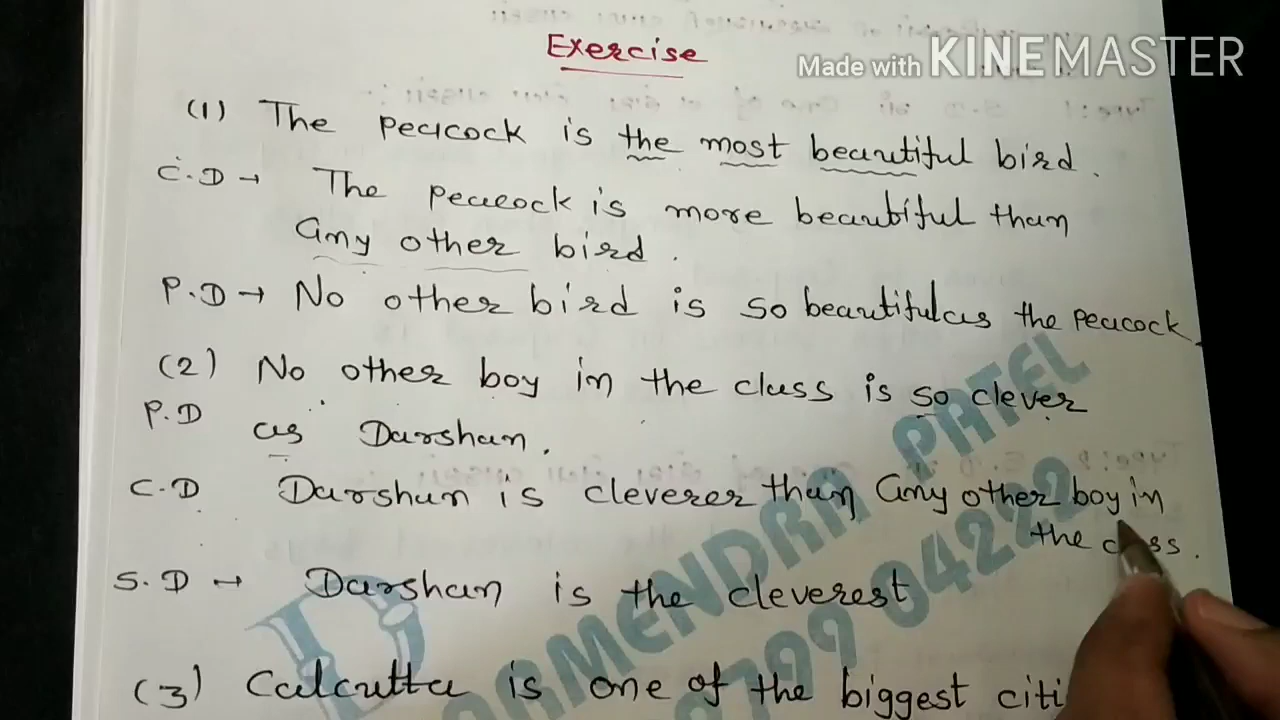 Exercise
Made with KINEMASTER
(1) The peacock is the most beautiful bird.
C.D → The peacock is more beautiful than
any other bird.
P.D → No other bird is so beautiful as the peacock.
(2) No other boy in the class is so clever
P.D as Darshan.
C.D Darshan is cleverer than any other boy in
the class.
S.D → Darshan is the cleverest
(3) Calcutta is one of the biggest
PATEL